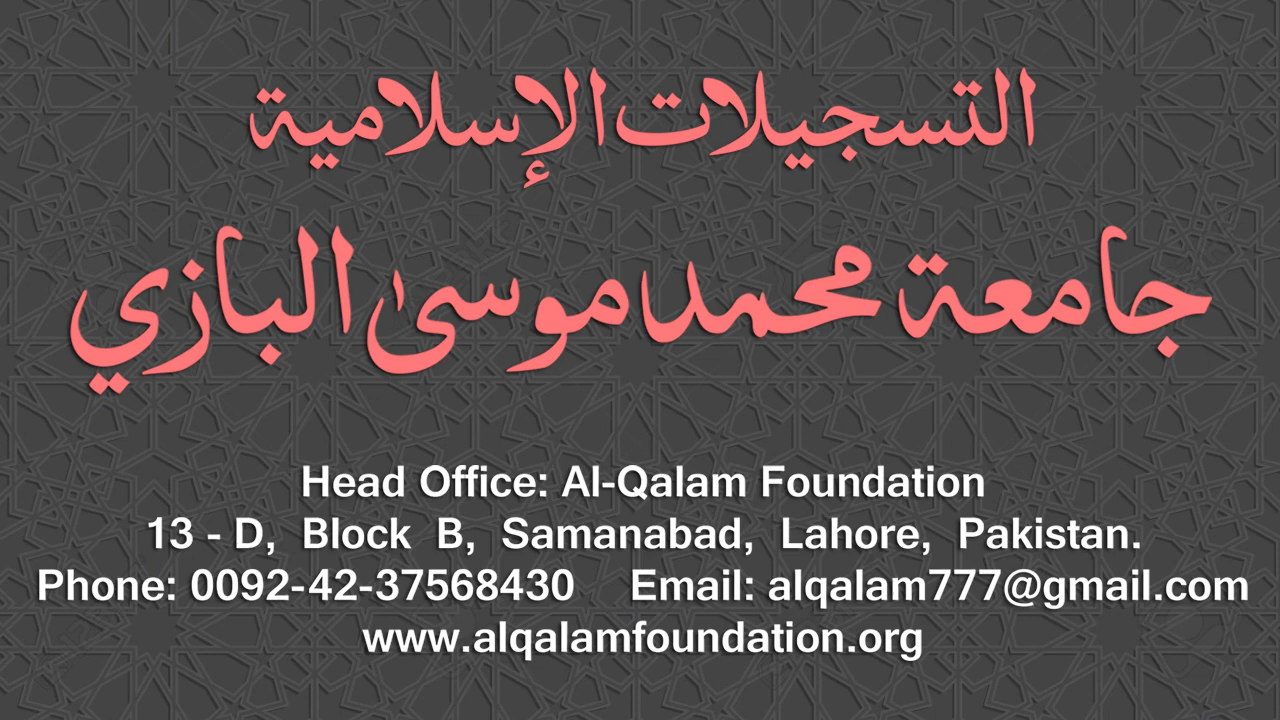 التسجيلات الإسلامية
جامعة محمد موسىٰ البازي
Head Office: Al-Qalam Foundation
13 - D, Block B, Samanabad, Lahore, Pakistan.
Phone: 0092-42-37568430 Email: alqalam777@gmail.com
www.alqalamfoundation.org